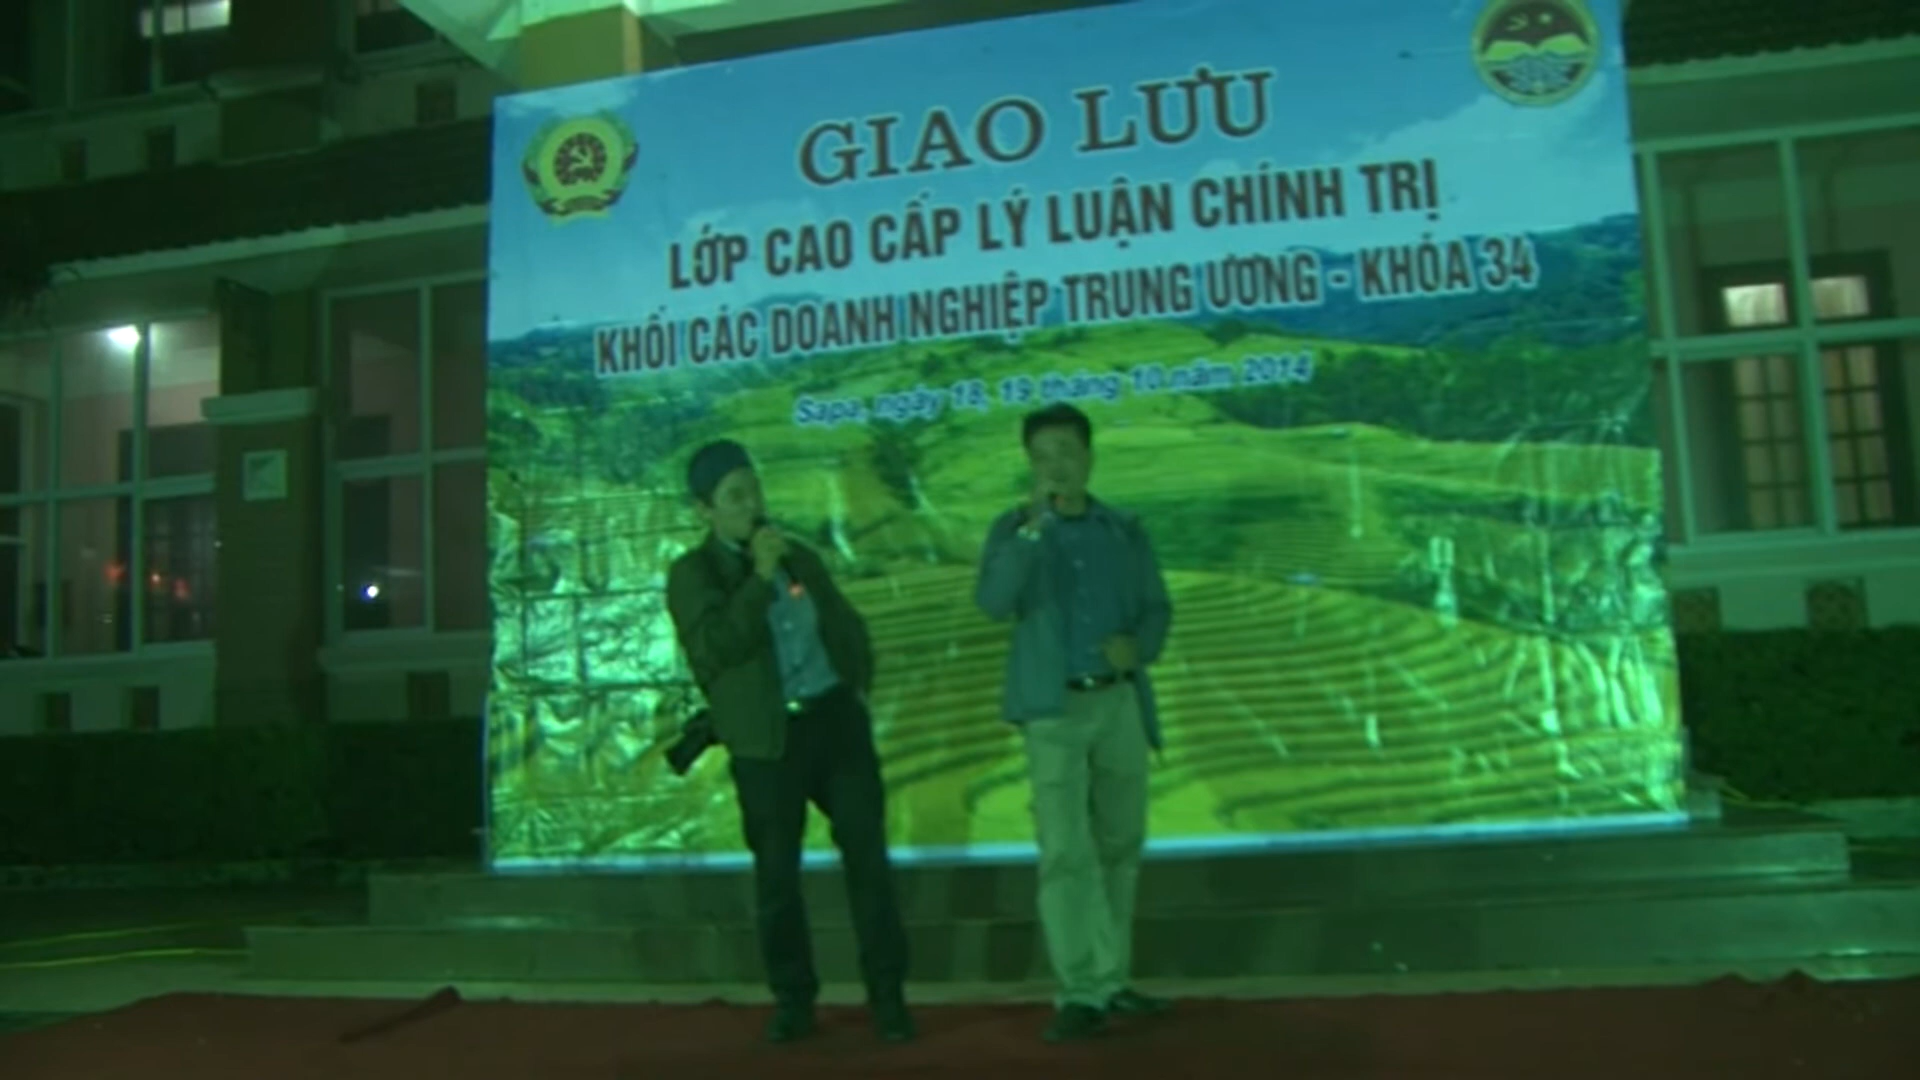 GIAO LƯU
LỚP CAO CẤP LÝ LUẬN CHÍNH TRỊ
KHỐI CÁC DOANH NGHIỆP TRUNG ƯƠNG - KHÓA 34
Sapa, ngày 18, 19 tháng 10 năm 2014